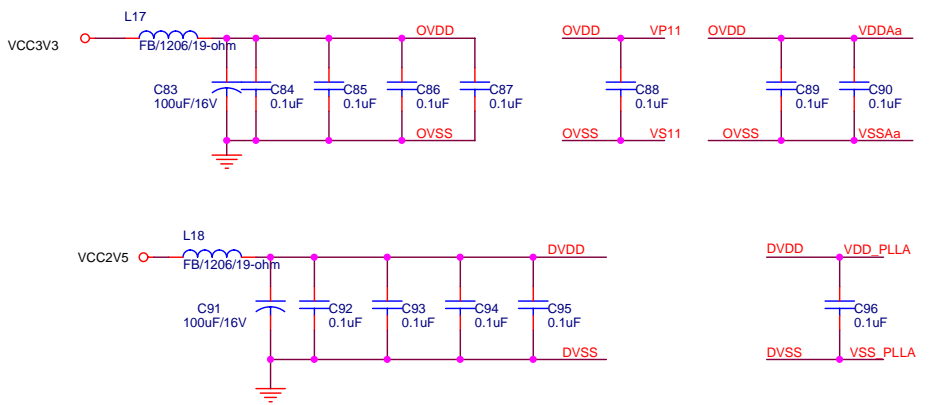 L17
VCC3V3
FB/1206/19-ohm
OVDD
OVDD
VP11
OVDD
VDDAa
C83
100uF/16V
C84
0.1uF
C85
0.1uF
C86
0.1uF
C87
0.1uF
C88
0.1uF
C89
0.1uF
C90
0.1uF
OVSS
OVSS
VS11
OVSS
VSSAa
L18
VCC2V5
FB/1206/19-ohm
DVDD
DVDD
VDD_PLLA
C91
100uF/16V
C92
0.1uF
C93
0.1uF
C94
0.1uF
C95
0.1uF
C96
0.1uF
DVSS
DVSS
VSS_PLLA